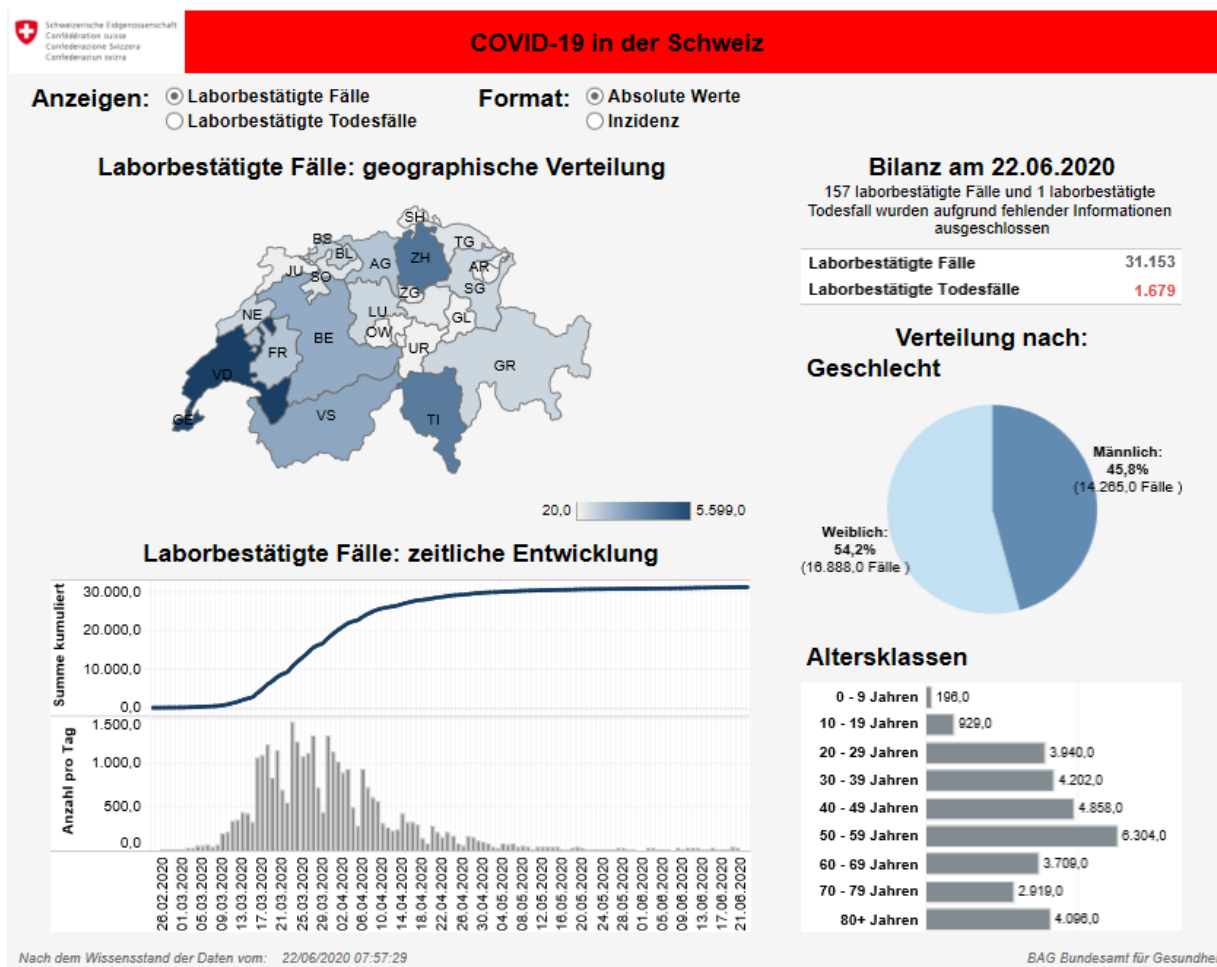 Schweizerische Eidgenossenschaft
Confédération suisse
Confederazione Svizzera
Confederaziun svizra
COVID-19 in der Schweiz
Anzeigen:
Laborbestätigte Fälle
Laborbestätigte Todesfälle
Format:
Absolute Werte
Inzidenz
Laborbestätigte Fälle: geographische Verteilung
SH
BS
BL
AG
ZH
TG
AR
JU
SO
ZG
SG
NE
LU
OW
GL
BE
UR
FR
GR
VD
GE
VS
TI
20,0
5.599,0
Laborbestätigte Fälle: zeitliche Entwicklung
Summe kumuliert
30.000,0
20.000,0
10.000,0
0,0
Anzahl pro Tag
1.500,0
1.000,0
500,0
0,0
26.02.2020
01.03.2020
05.03.2020
09.03.2020
13.03.2020
17.03.2020
21.03.2020
25.03.2020
29.03.2020
02.04.2020
06.04.2020
10.04.2020
14.04.2020
18.04.2020
22.04.2020
26.04.2020
30.04.2020
04.05.2020
08.05.2020
12.05.2020
16.05.2020
20.05.2020
24.05.2020
28.05.2020
01.06.2020
05.06.2020
09.06.2020
13.06.2020
17.06.2020
21.06.2020
Bilanz am 22.06.2020
157 laborbestätigte Fälle und 1 laborbestätigte
Todesfall wurden aufgrund fehlender Informationen
ausgeschlossen
Laborbestätigte Fälle 31.153
Laborbestätigte Todesfälle 1.679
Verteilung nach:
Geschlecht
Männlich:
45,8%
(14.265,0 Fälle )
Weiblich:
54,2%
(16.888,0 Fälle )
Altersklassen
0 - 9 Jahren 196,0
10 - 19 Jahren 929,0
20 - 29 Jahren 3.940,0
30 - 39 Jahren 4.202,0
40 - 49 Jahren 4.858,0
50 - 59 Jahren 6.304,0
60 - 69 Jahren 3.709,0
70 - 79 Jahren 2.919,0
80+ Jahren 4.096,0
Nach dem Wissensstand der Daten vom: 22/06/2020 07:57:29
BAG Bundesamt für Gesundhei